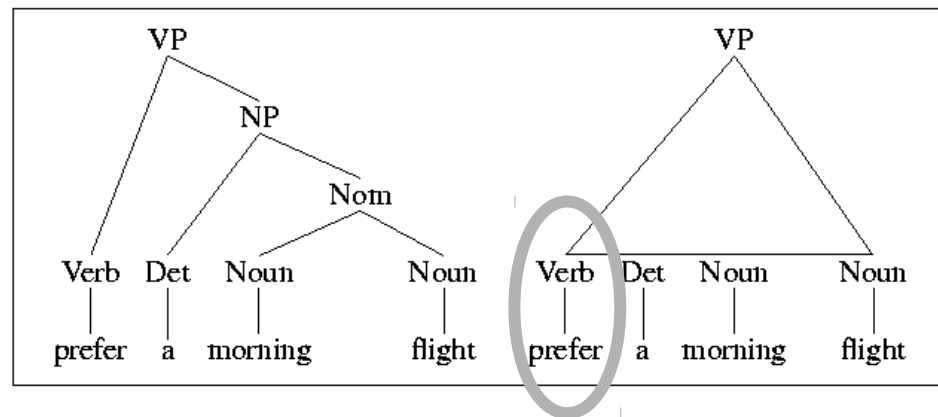 VP VP
NP
Nom
Verb Det Noun Noun Verb Det Noun Noun
prefer a morning flight prefer a morning flight